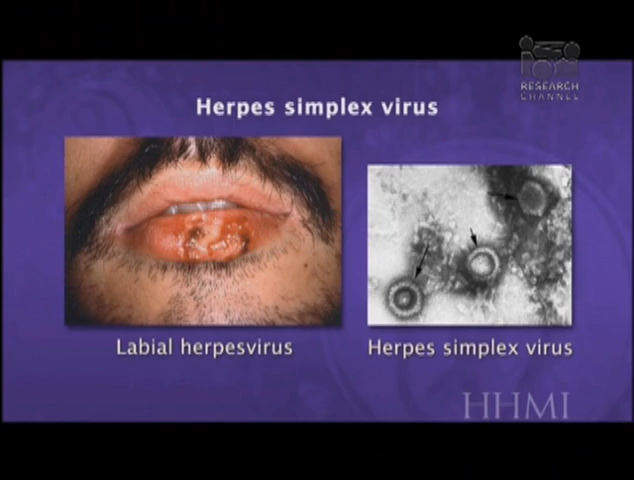 RESEARCH
CHANNEL
Herpes simplex virus
Labial herpesvirus
Herpes simplex virus
HHMI